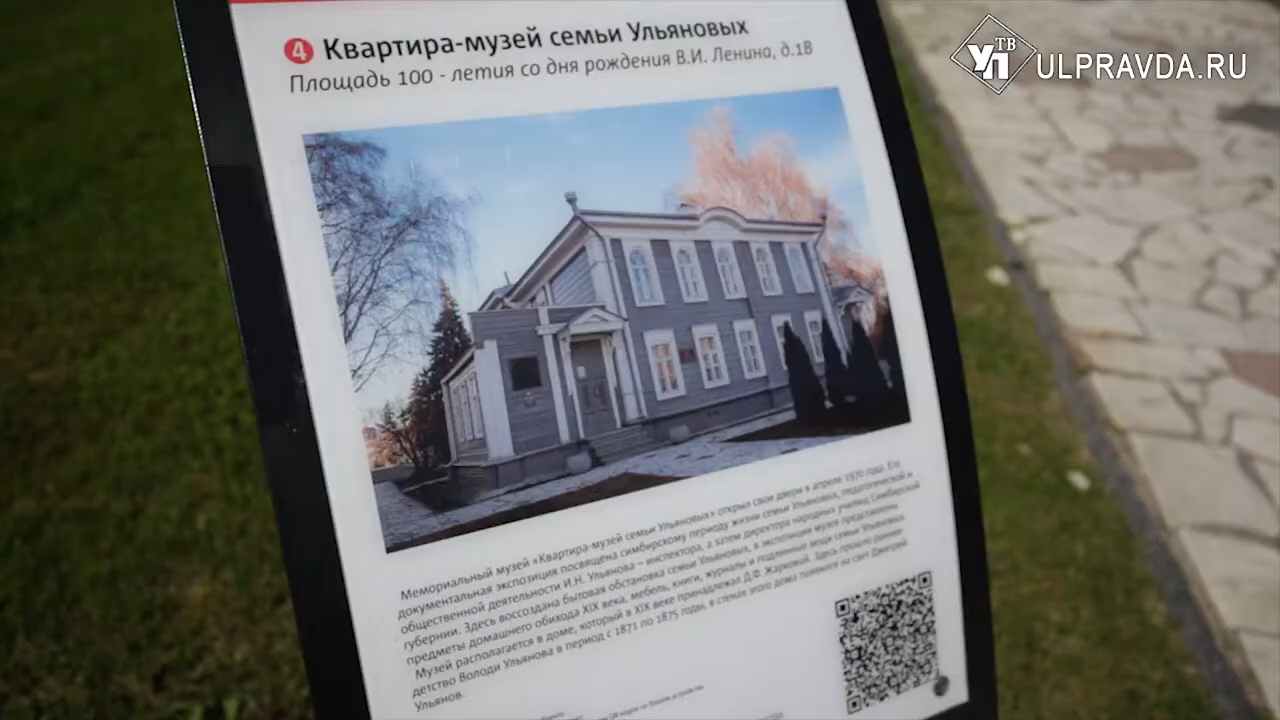 4 Квартира-музей семьи Ульяновых
Площадь 100 - летия со дня рождения В.И. Ленина, д.1В
УП ТВ ULPRAVDA.RU
Мемориальный музей «Квартира-музей семьи Ульяновых» открыл свои двери в апреле 1970 года. Его
документальная экспозиция посвящена симбирскому периоду жизни семьи Ульяновых, педагогической и
общественной деятельности И.Н. Ульянова – инспектора, а затем директора народных училищ Симбирской
губернии. Здесь воссоздана бытовая обстановка семьи Ульяновых, в экспозиции музея представлены
предметы домашнего обихода XIX века, мебель, книги, журналы и подлинные вещи семьи Ульяновых.
Музей располагается в доме, который в XIX веке принадлежал Д.Ф. Жарковой. Здесь прошло раннее
детство Володи Ульянова в период с 1871 по 1875 годы, в стенах этого дома появился на свет Дмитрий
Ульянов.